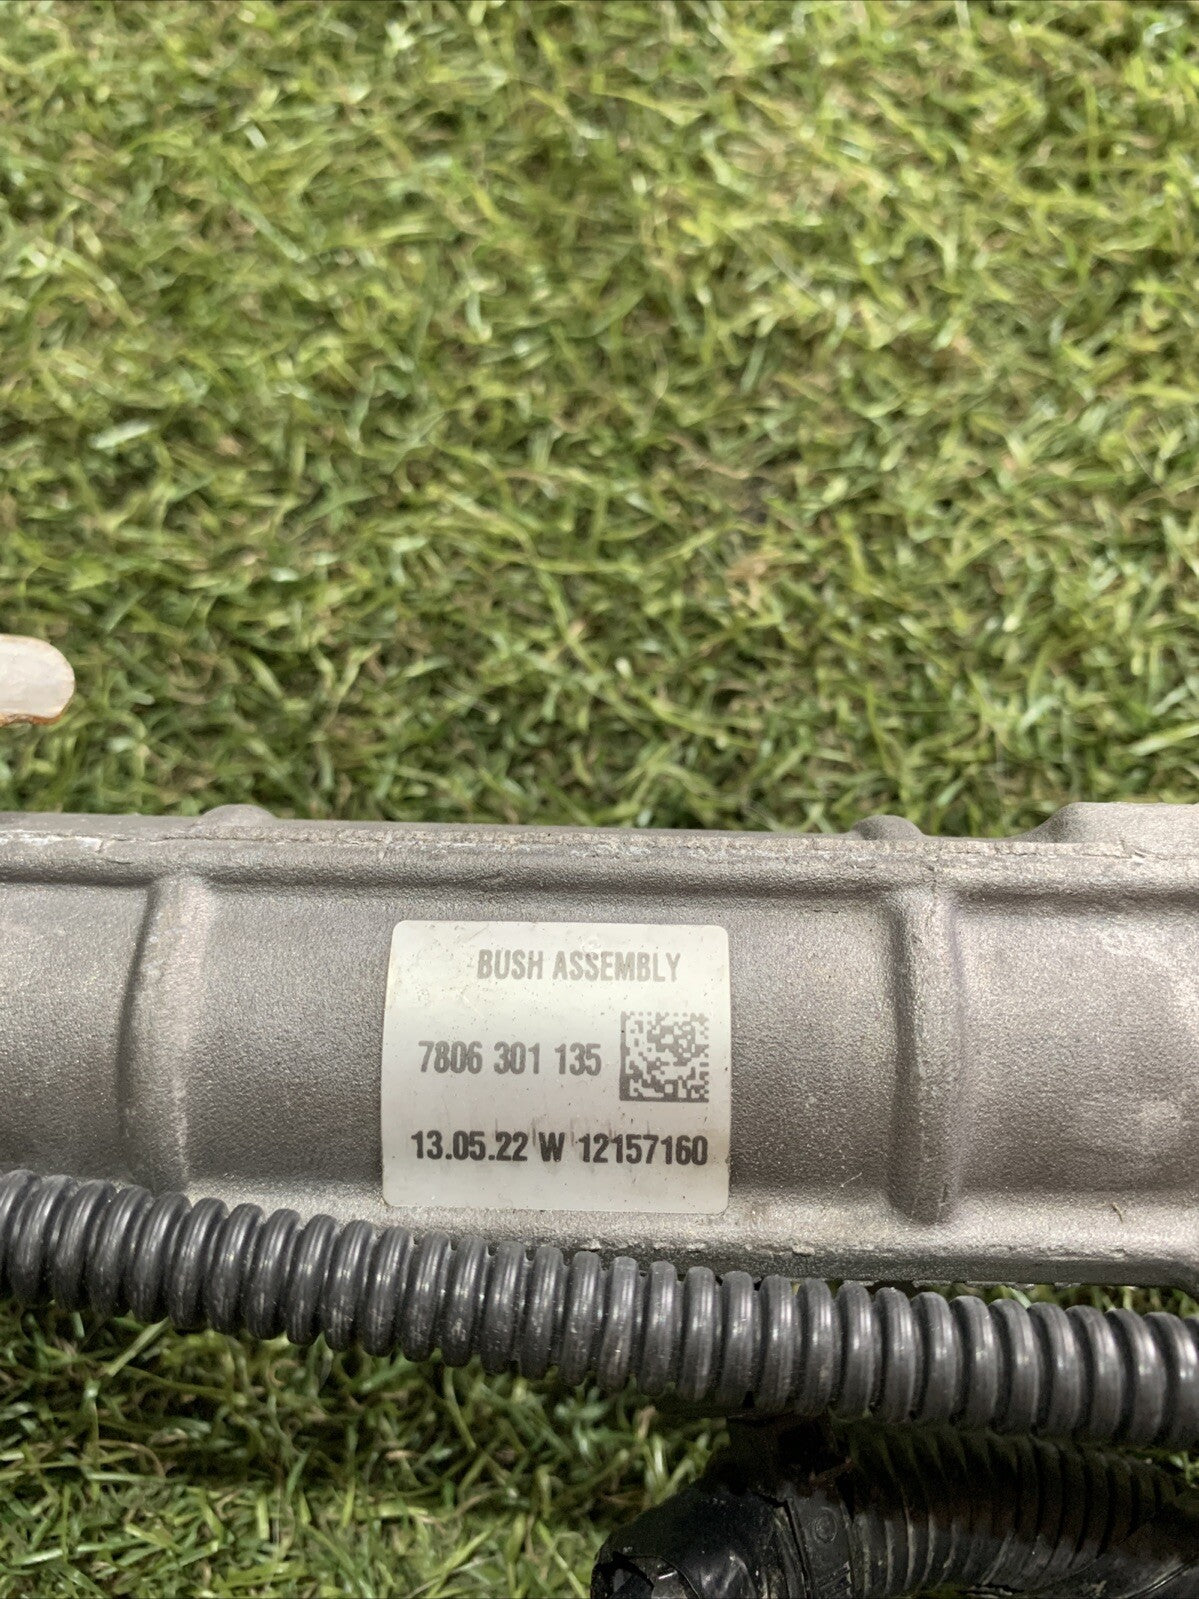 BUSH ASSEMBLY
7806 301 135
13.05.22 W 12157160